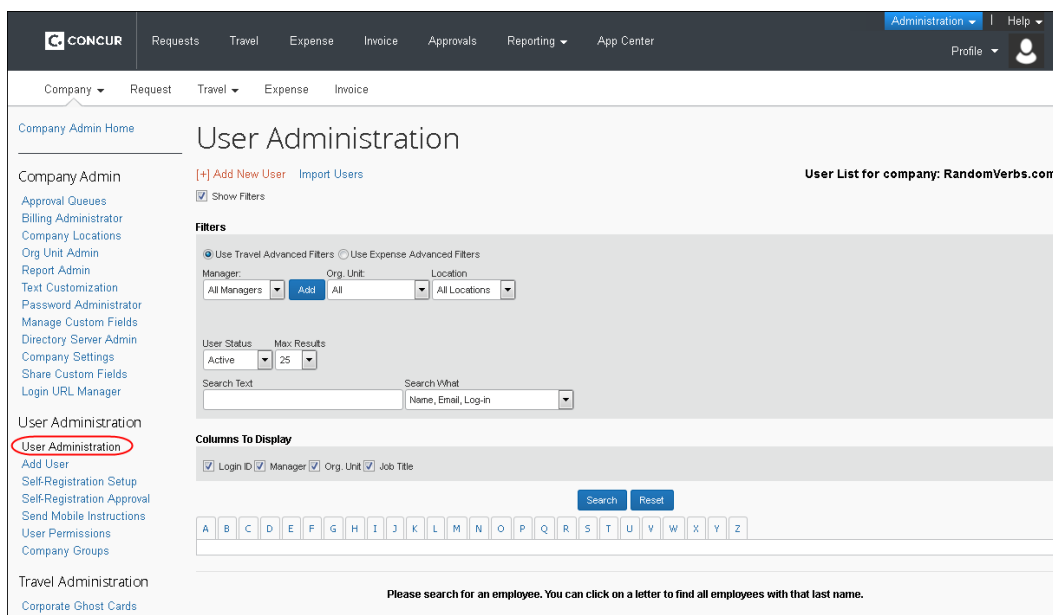 Administration | Help
CONCUR Requests Travel Expense Invoice Approvals Reporting App Center
Profile
Company Request Travel Expense Invoice
Company Admin Home
User Administration
[+] Add New User Import Users
User List for company: RandomVerbs.com
Show Filters
Company Admin
Approval Queues
Billing Administrator
Company Locations
Org Unit Admin
Report Admin
Text Customization
Password Administrator
Manage Custom Fields
Directory Server Admin
Company Settings
Share Custom Fields
Login URL Manager
User Administration
User Administration
Add User
Self-Registration Setup
Self-Registration Approval
Send Mobile Instructions
User Permissions
Company Groups
Travel Administration
Corporate Ghost Cards
Filters
Use Travel Advanced Filters Use Expense Advanced Filters
Manager: Org. Unit: Location
All Managers Add All All Locations
User Status Max Results
Active 25
Search Text Search What
Name, Email, Log-in
Columns To Display
Login ID Manager Org. Unit Job Title
Search Reset
A B C D E F G H I J K L M N O P Q R S T U V W X Y Z
Please search for an employee. You can click on a letter to find all employees with that last name.